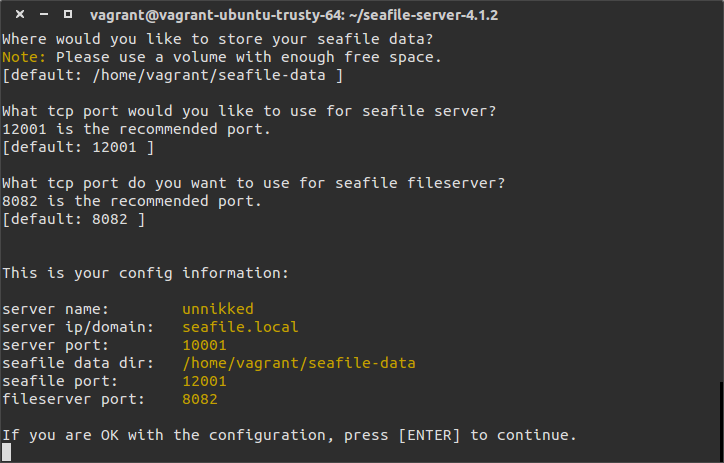 vagrant@vagrant-ubuntu-trusty-64: ~/seafile-server-4.1.2
Where would you like to store your seafile data?
Note: Please use a volume with enough free space.
[default: /home/vagrant/seafile-data ]
What tcp port would you like to use for seafile server?
12001 is the recommended port.
[default: 12001 ]
What tcp port do you want to use for seafile fileserver?
8082 is the recommended port.
[default: 8082 ]
This is your config information:
server name: unnikked
server ip/domain: seafile.local
server port: 10001
seafile data dir: /home/vagrant/seafile-data
seafile port: 12001
fileserver port: 8082
If you are OK with the configuration, press [ENTER] to continue.